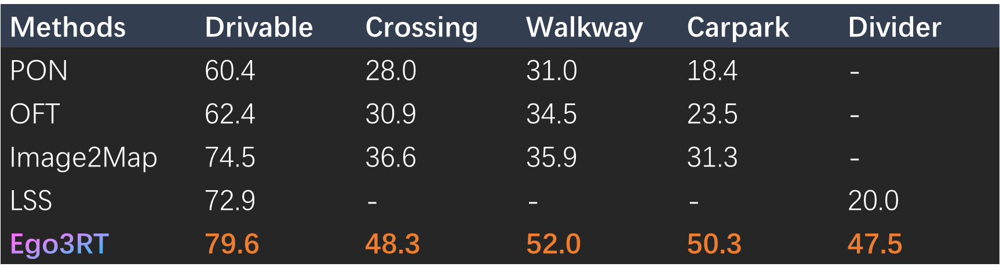 Methods Drivable Crossing Walkway Carpark Divider
PON 60.4 28.0 31.0 18.4 -
OFT 62.4 30.9 34.5 23.5 -
Image2Map 74.5 36.6 35.9 31.3 -
LSS 72.9 - - - 20.0
Ego3RT 79.6 48.3 52.0 50.3 47.5